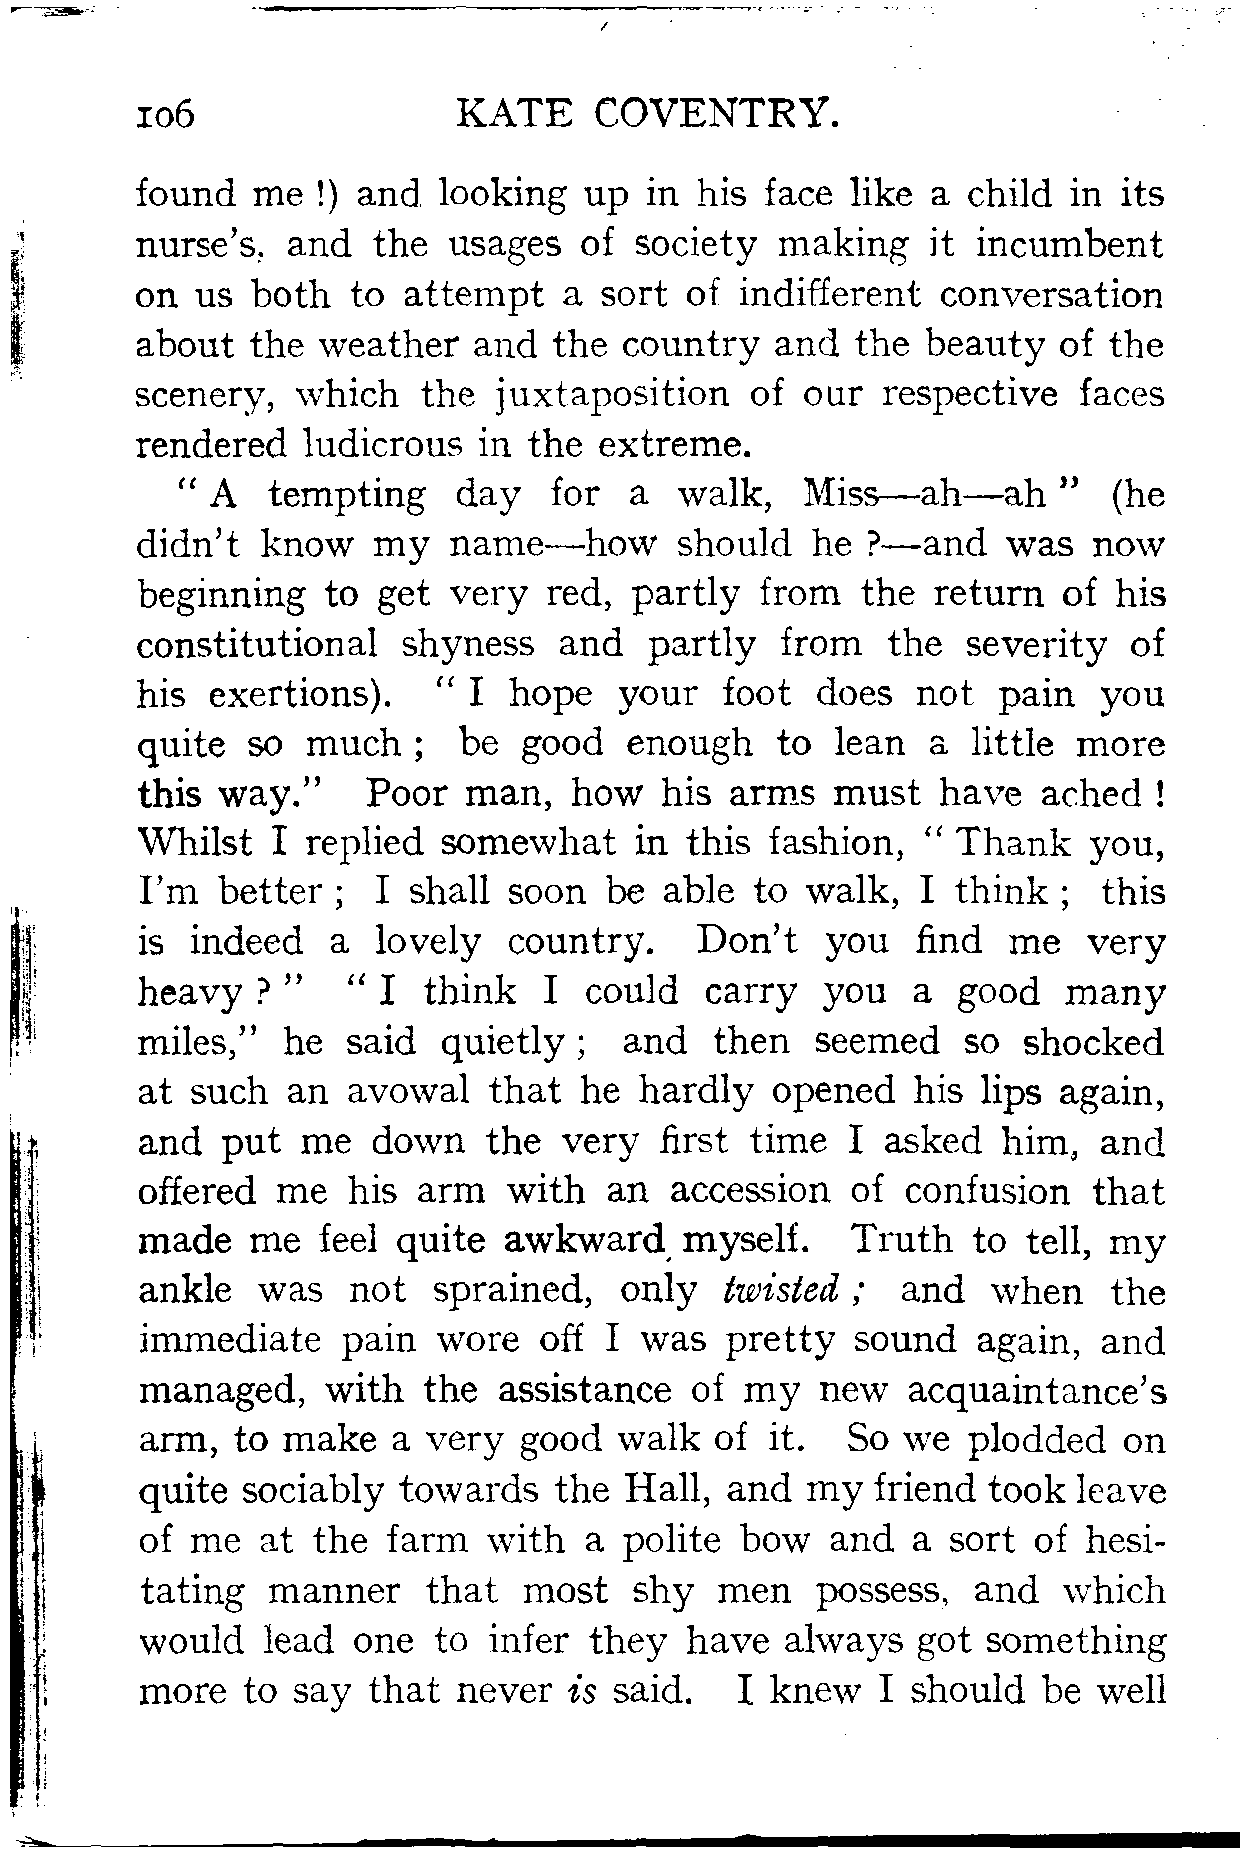 106 KATE COVENTRY.
found me !) and looking up in his face like a child in its
nurse's, and the usages of society making it incumbent
on us both to attempt a sort of indifferent conversation
about the weather and the country and the beauty of the
scenery, which the juxtaposition of our respective faces
rendered ludicrous in the extreme.
" A tempting day for a walk, Miss—ah—ah " (he
didn't know my name—how should he ?—and was now
beginning to get very red, partly from the return of his
constitutional shyness and partly from the severity of
his exertions). " I hope your foot does not pain you
quite so much ; be good enough to lean a little more
this way." Poor man, how his arms must have ached !
Whilst I replied somewhat in this fashion, " Thank you,
I'm better ; I shall soon be able to walk, I think ; this
is indeed a lovely country. Don't you find me very
heavy ? " " I think I could carry you a good many
miles," he said quietly ; and then seemed so shocked
at such an avowal that he hardly opened his lips again,
and put me down the very first time I asked him, and
offered me his arm with an accession of confusion that
made me feel quite awkward myself. Truth to tell, my
ankle was not sprained, only twisted ; and when the
immediate pain wore off I was pretty sound again, and
managed, with the assistance of my new acquaintance's
arm, to make a very good walk of it. So we plodded on
quite sociably towards the Hall, and my friend took leave
of me at the farm with a polite bow and a sort of hesi-
tating manner that most shy men possess, and which
would lead one to infer they have always got something
more to say that never is said. I knew I should be well